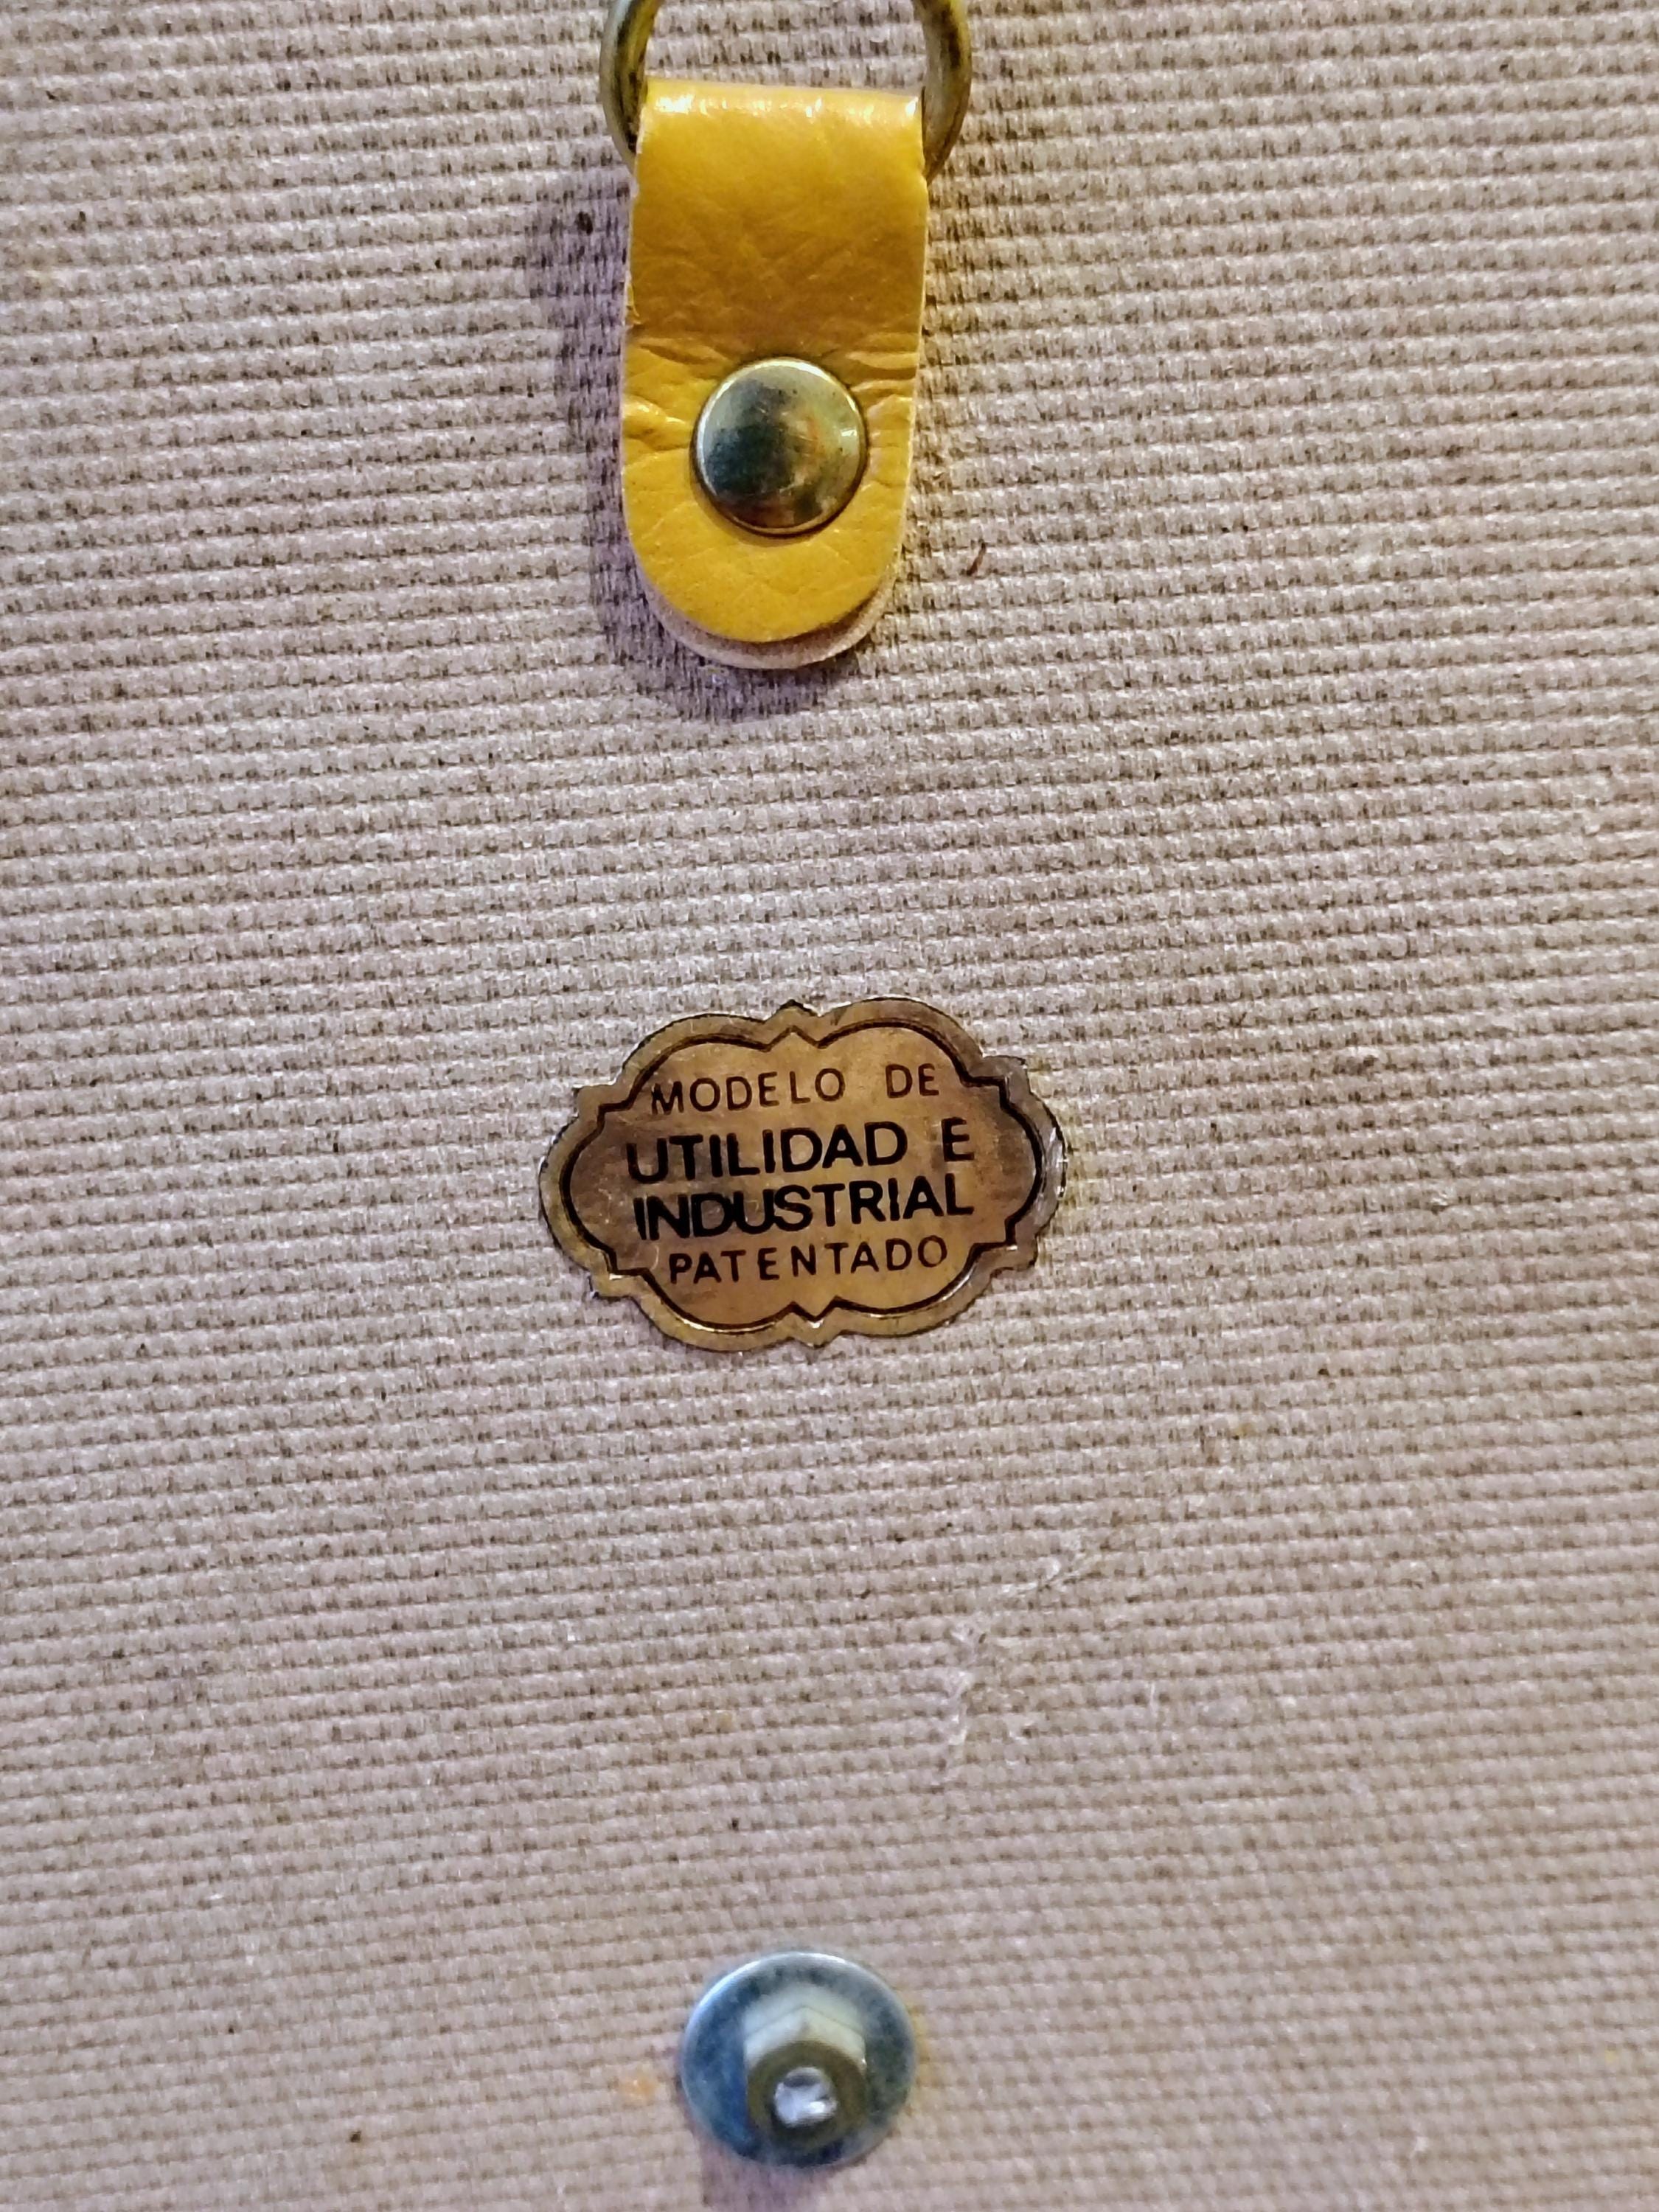 MODELO DE
UTILIDAD E
INDUSTRIAL
PATENTADO